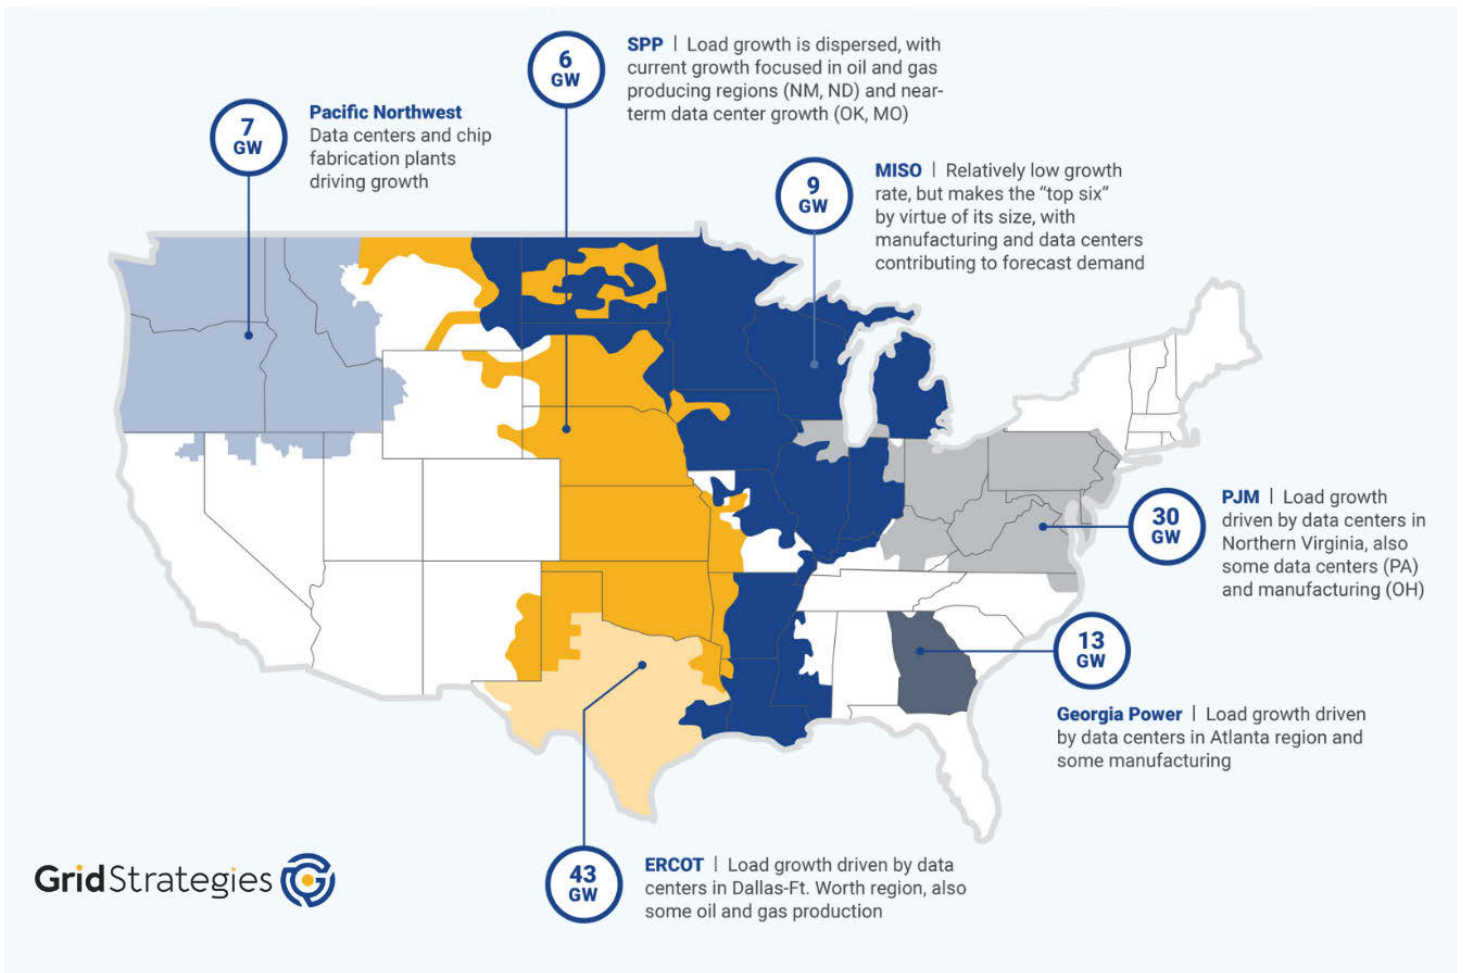 6
GW
SPP | Load growth is dispersed, with
current growth focused in oil and gas
producing regions (NM, ND) and near-
term data center growth (OK, MO)
7
GW
Pacific Northwest
Data centers and chip
fabrication plants
driving growth
9
GW
MISO | Relatively low growth
rate, but makes the “top six”
by virtue of its size, with
manufacturing and data centers
contributing to forecast demand
30
GW
PJM | Load growth
driven by data centers in
Northern Virginia, also
some data centers (PA)
and manufacturing (OH)
13
GW
Georgia Power | Load growth driven
by data centers in Atlanta region and
some manufacturing
43
GW
ERCOT | Load growth driven by data
centers in Dallas-Ft. Worth region, also
some oil and gas production
GridStrategies